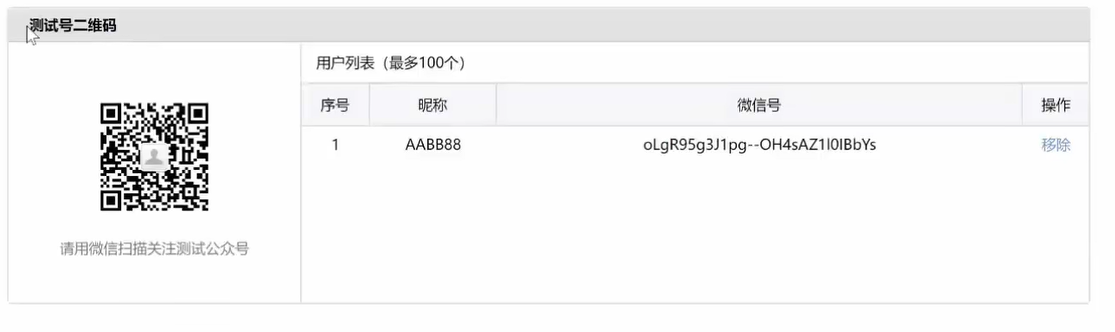 测试号二维码
用户列表（最多100个）
序号 昵称 微信号 操作
1 AABB88 oLgR95g3J1pg--OH4sAZ1l0IBbYs 移除
请用微信扫描关注测试公众号